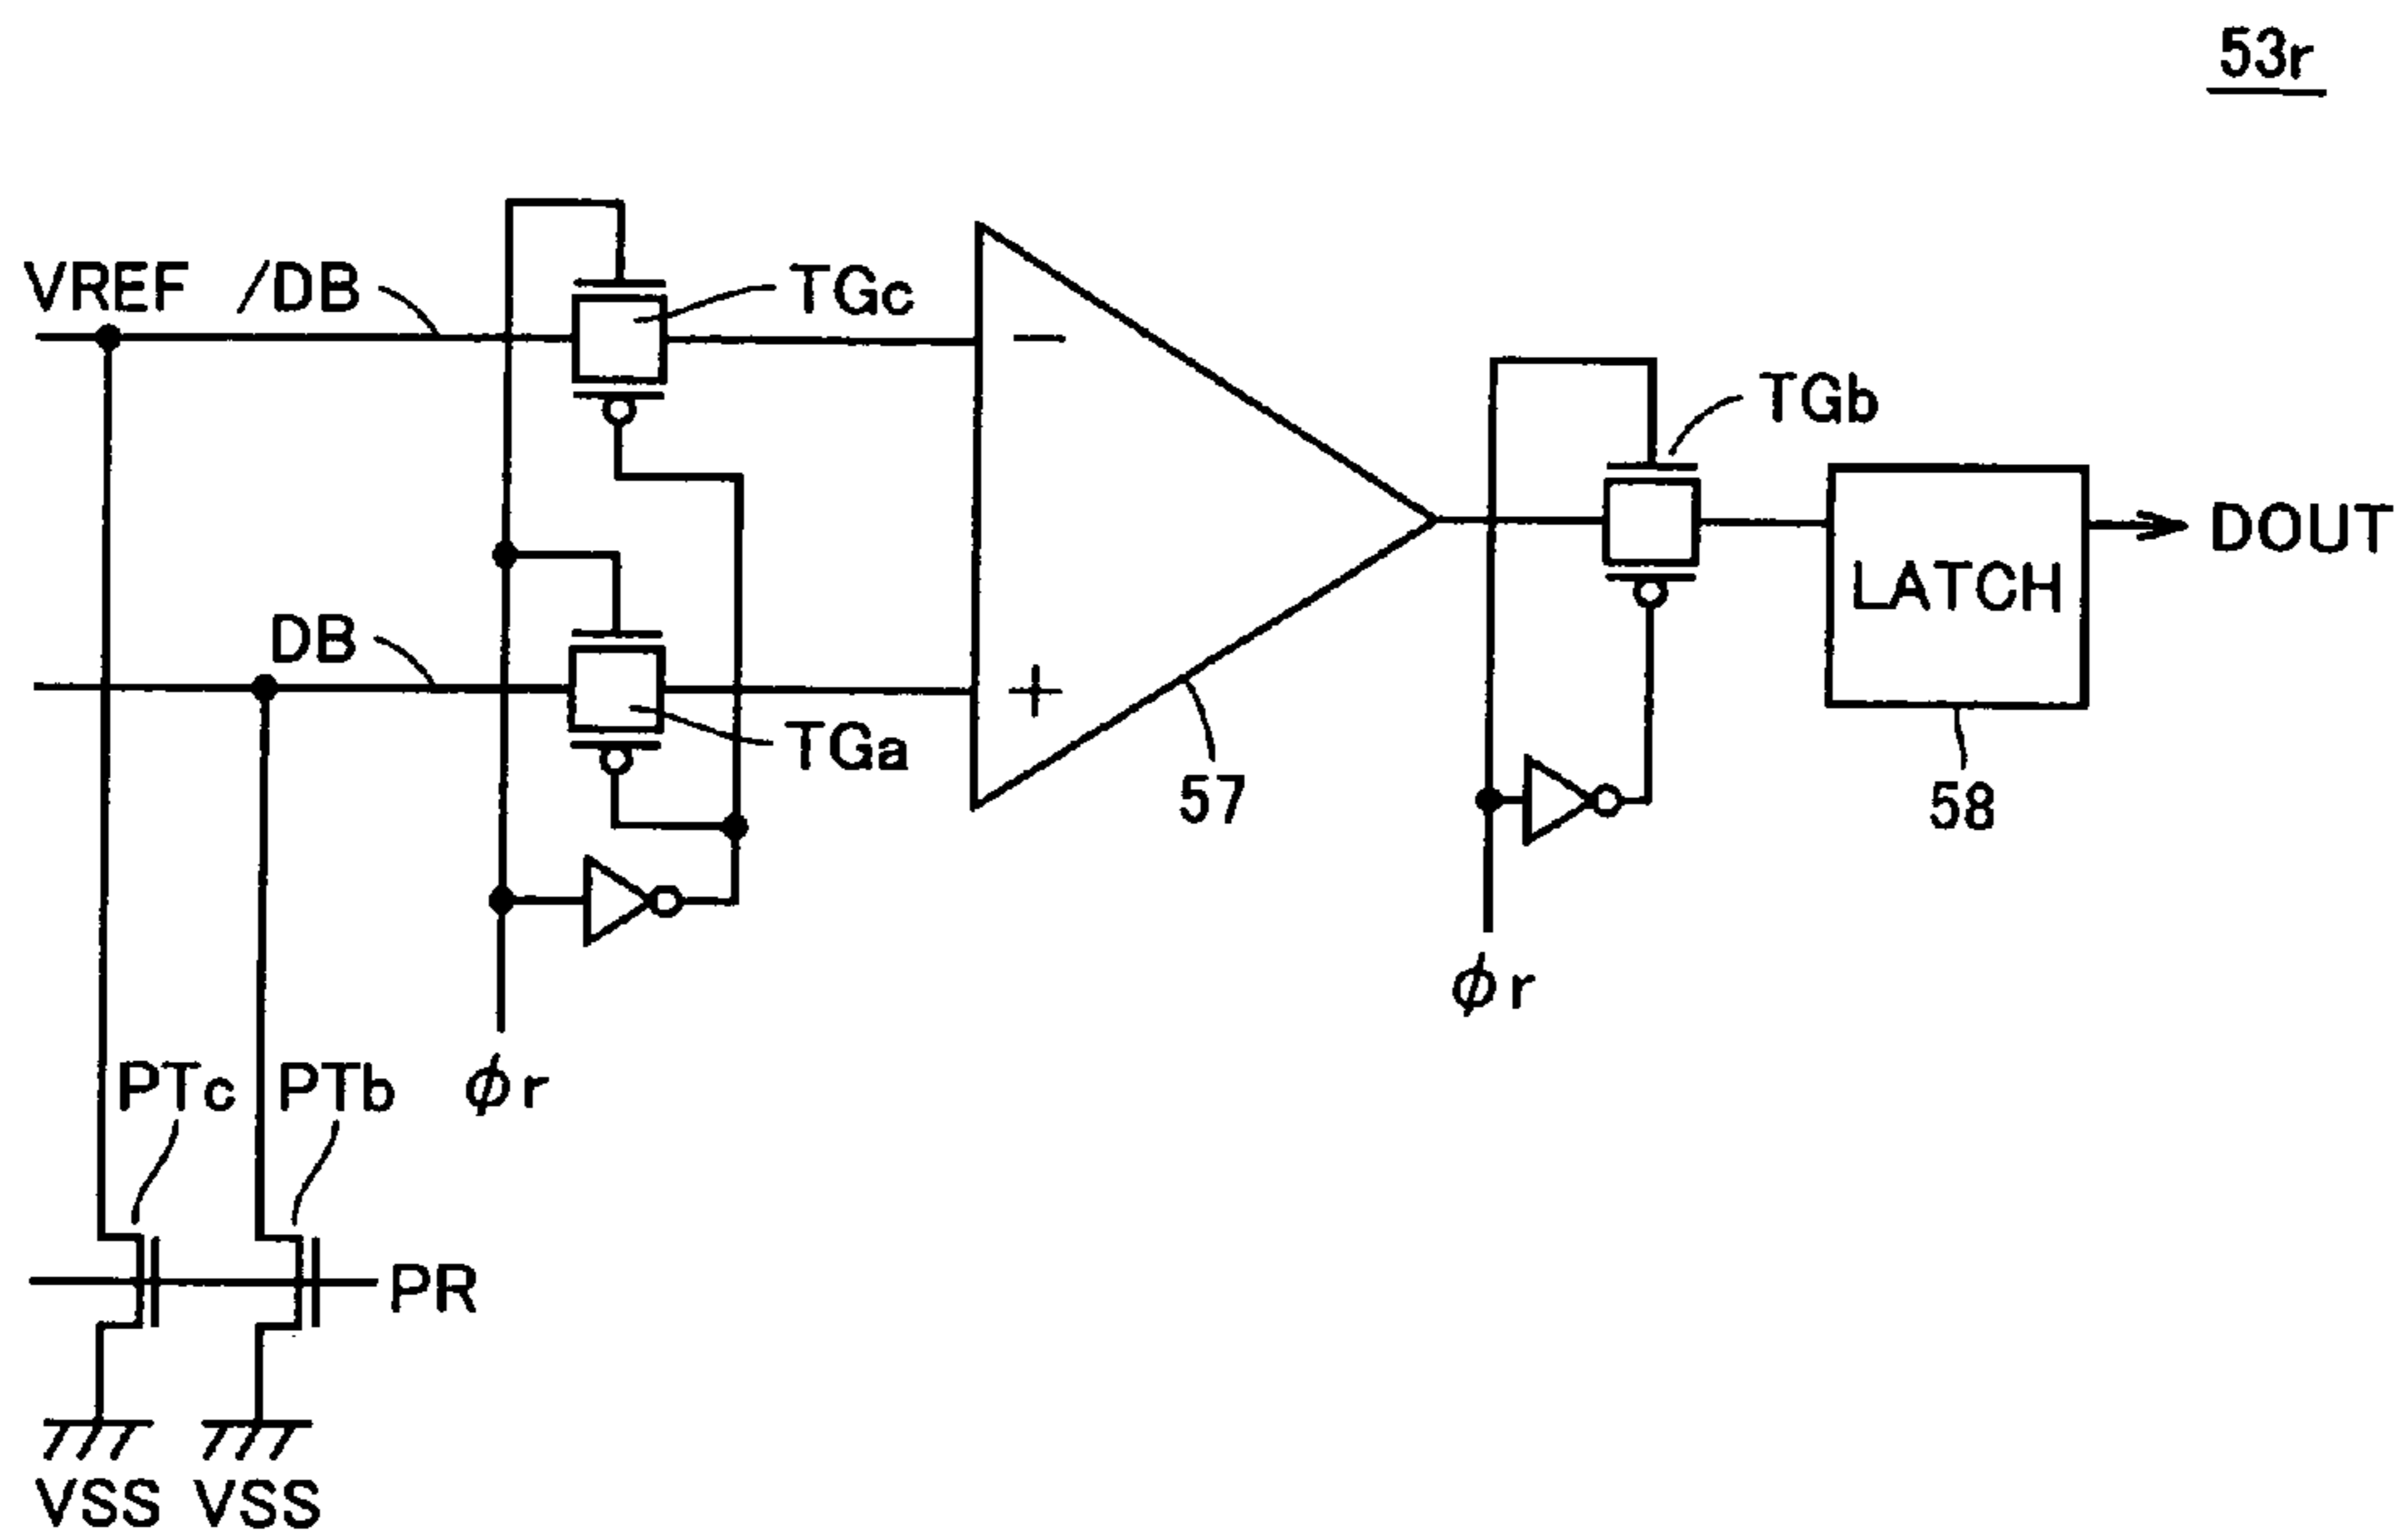 53r
VREF /DB
TGc
−
TGb
LATCH
DOUT
DB
+
TGa
57
58
φr
φr
PTc PTb
PR
VSS VSS